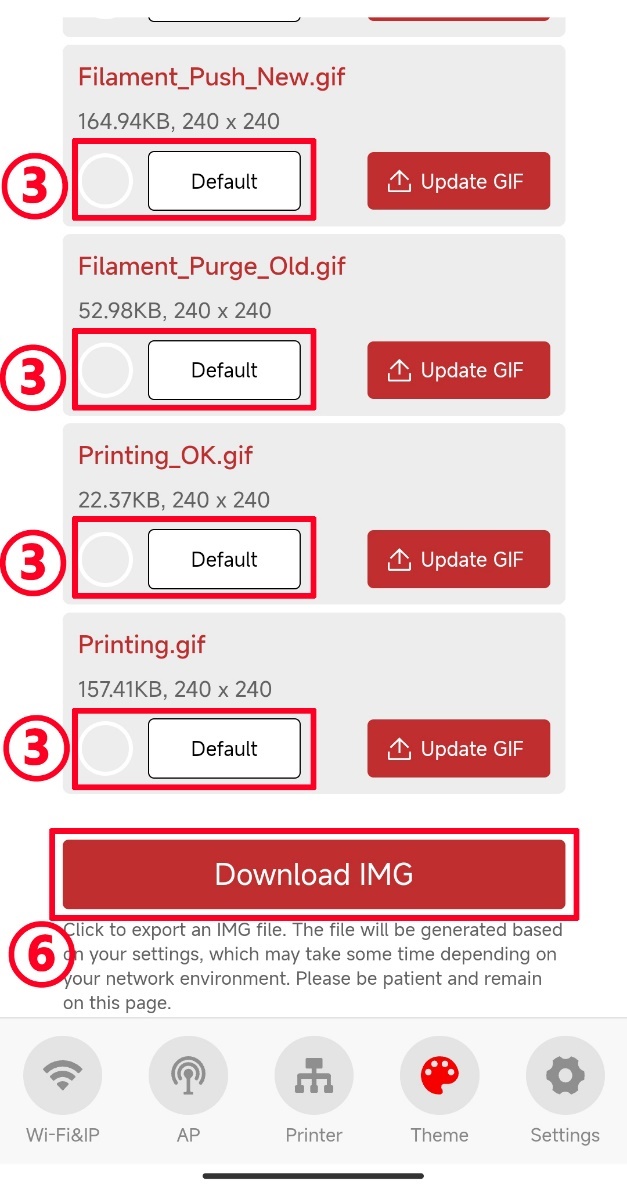 Filament_Push_New.gif
164.94KB, 240 x 240
③ Default Update GIF
Filament_Purge_Old.gif
52.98KB, 240 x 240
③ Default Update GIF
Printing_OK.gif
22.37KB, 240 x 240
③ Default Update GIF
Printing.gif
157.41KB, 240 x 240
③ Default Update GIF
Download IMG
⑥
Click to export an IMG file. The file will be generated based
on your settings, which may take some time depending on
your network environment. Please be patient and remain
on this page.
Wi-Fi&IP AP Printer Theme Settings